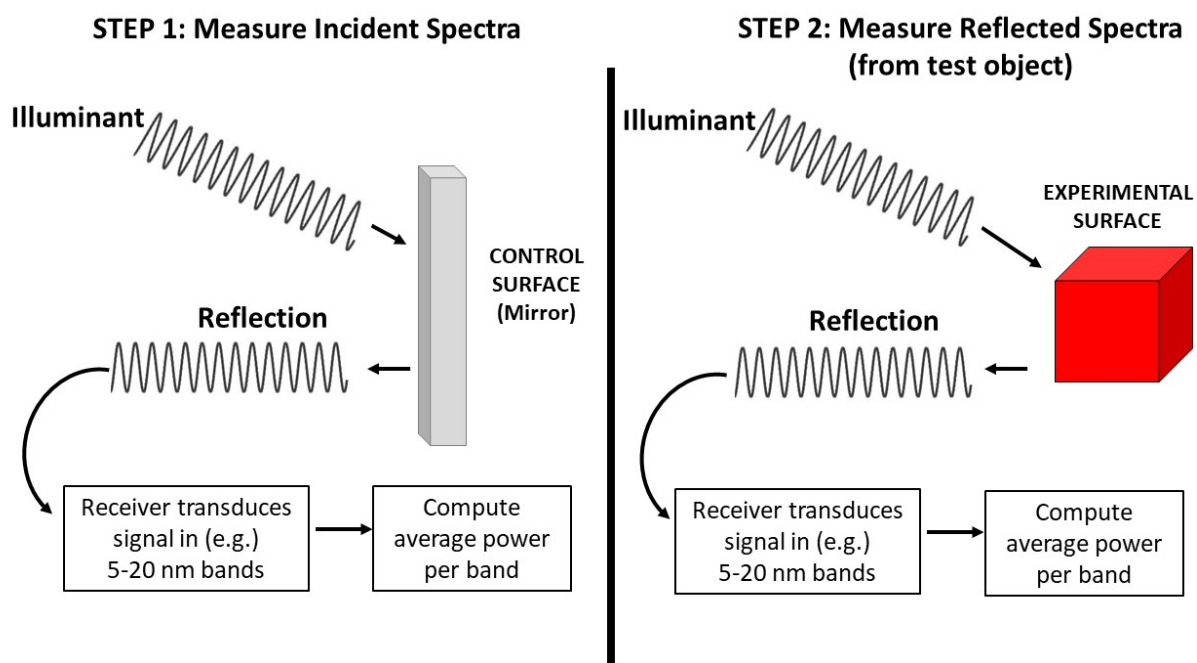 STEP 1: Measure Incident Spectra
Illuminant
CONTROL
SURFACE
(Mirror)
Reflection
Receiver transduces
signal in (e.g.)
5-20 nm bands
Compute
average power
per band
STEP 2: Measure Reflected Spectra
(from test object)
Illuminant
EXPERIMENTAL
SURFACE
Reflection
Receiver transduces
signal in (e.g.)
5-20 nm bands
Compute
average power
per band